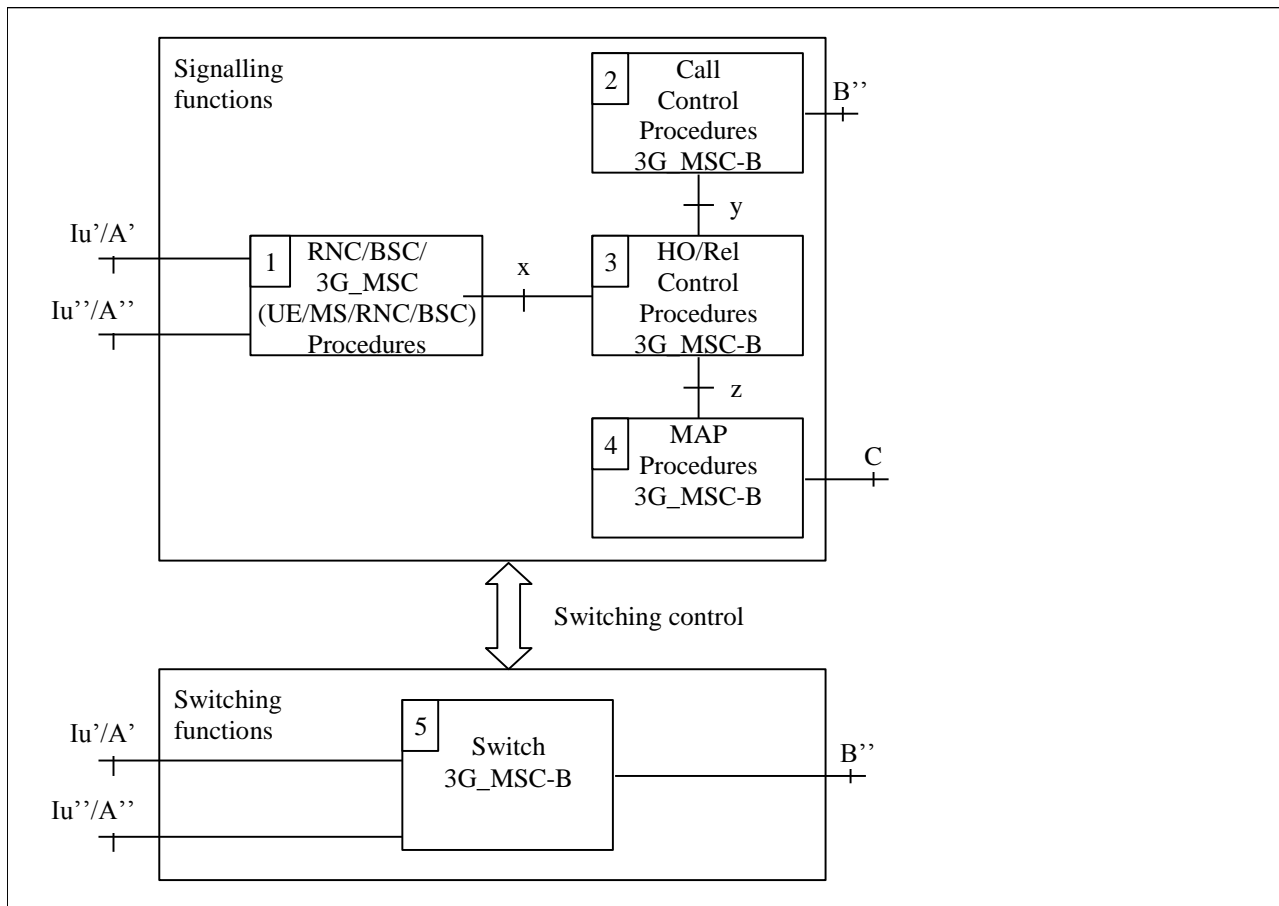 Signalling
functions
2
Call
Control
Procedures
3G_MSC-B
B’’
y
Iu’/A’
Iu’’/A’’
1
RNC/BSC/
3G_MSC
(UE/MS/RNC/BSC)
Procedures
x
3
HO/Rel
Control
Procedures
3G_MSC-B
z
4
MAP
Procedures
3G_MSC-B
C
Switching control
Switching
functions
Iu’/A’
Iu’’/A’’
5
Switch
3G_MSC-B
B’’